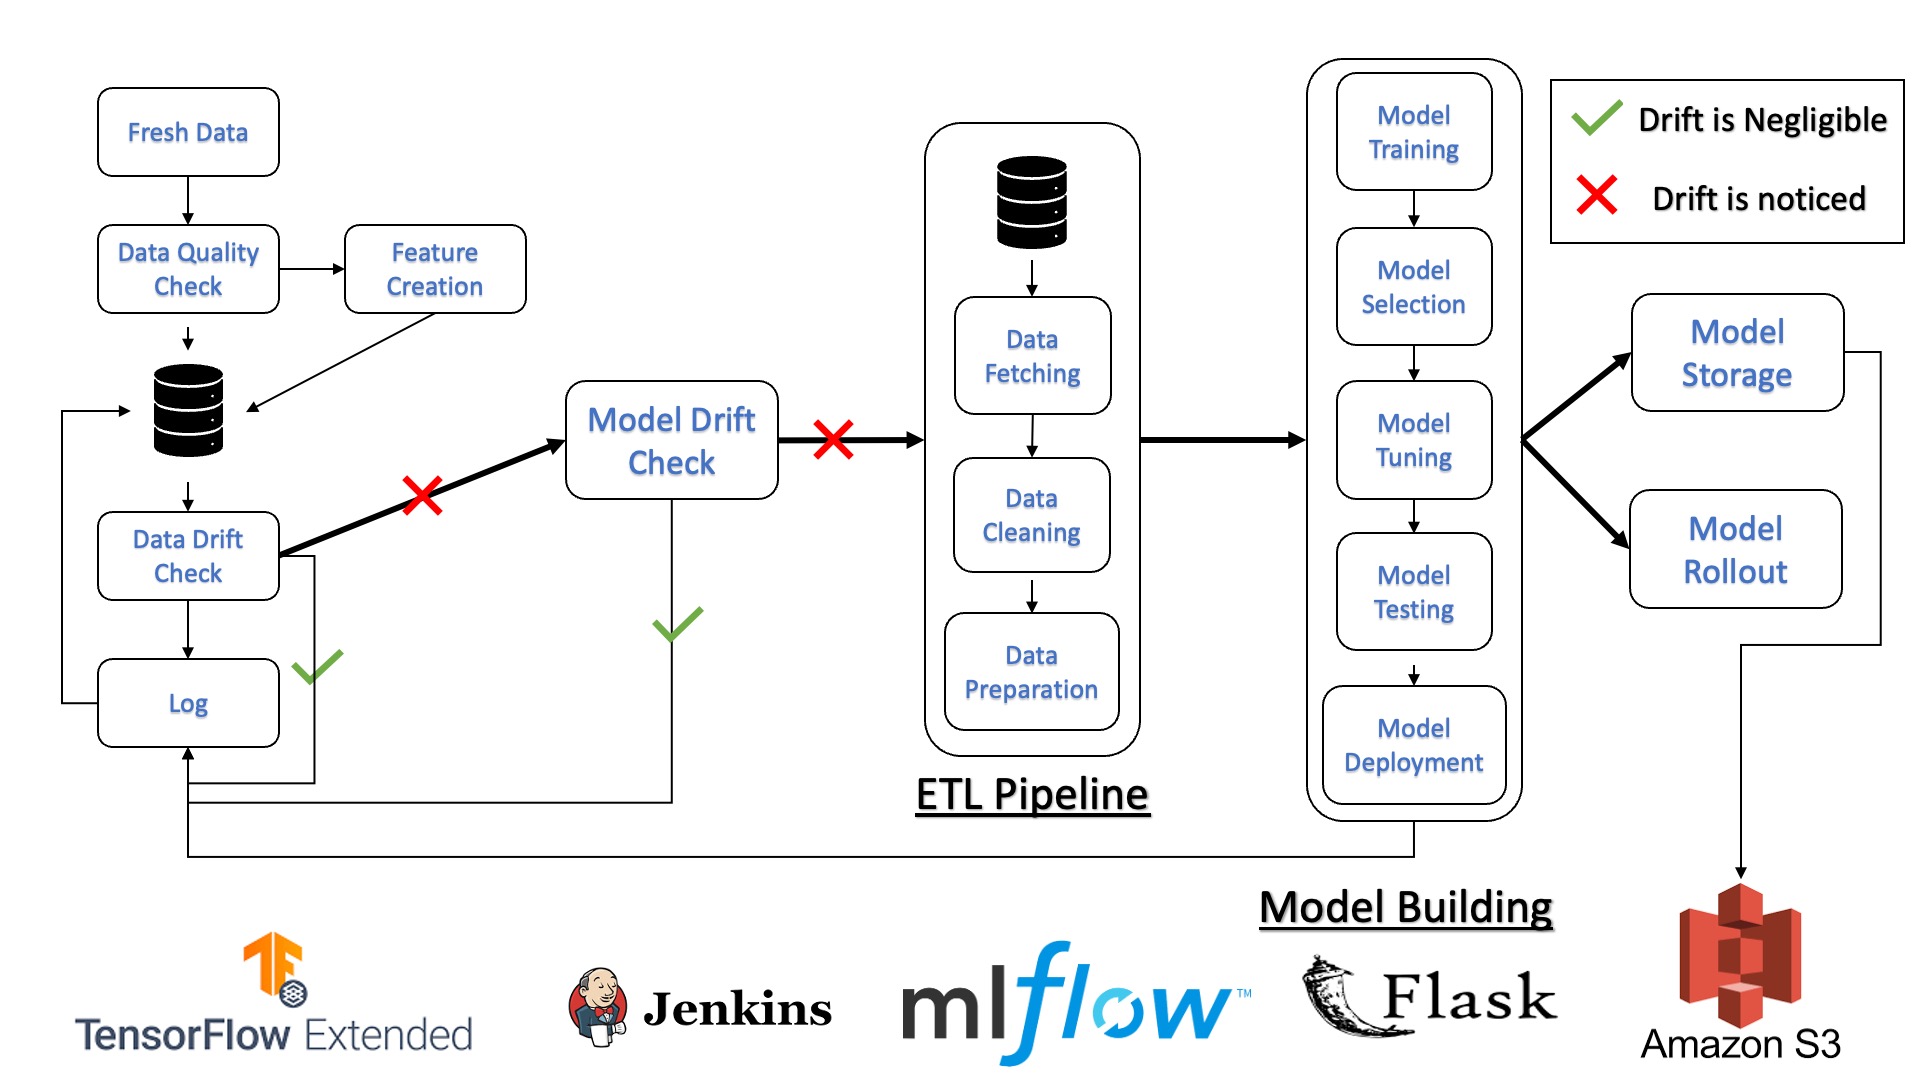 Fresh Data
Data Quality
Check
Feature
Creation
Data Drift
Check
Log
Model Drift
Check
Data
Fetching
Data
Cleaning
Data
Preparation
ETL Pipeline
Model
Training
Model
Selection
Model
Tuning
Model
Testing
Model
Deployment
Model Building
Drift is Negligible
Drift is noticed
Model
Storage
Model
Rollout
TensorFlow Extended
Jenkins
mlflow™
Flask
Amazon S3